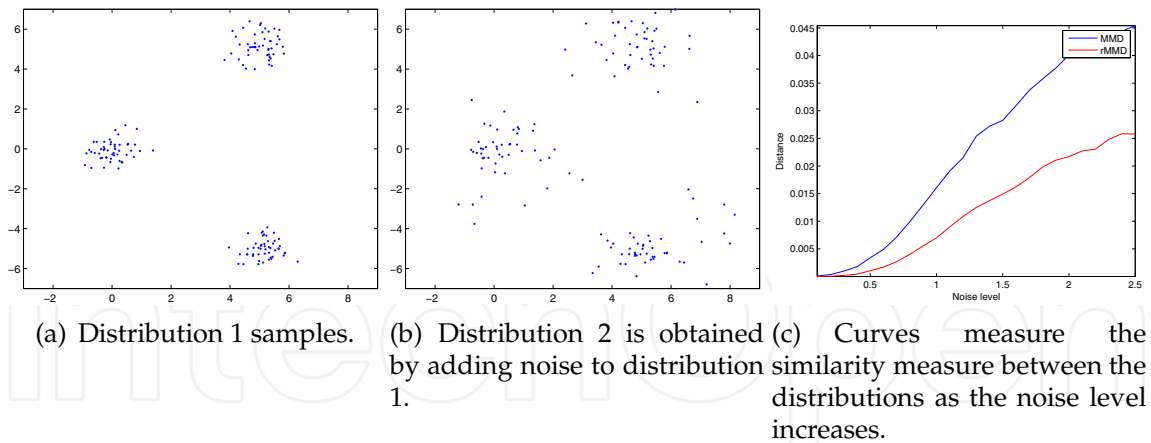 6
4
2
0
−2
−4
−6
−2 0 2 4 6 8
6
4
2
0
−2
−4
−6
−2 0 2 4 6 8
0.045
0.04
0.035
0.03
0.025
0.02
0.015
0.01
0.005
Distance
0.5 1 1.5 2 2.5
Noise level
MMD
rMMD
(a) Distribution 1 samples.
(b) Distribution 2 is obtained
by adding noise to distribution
1.
(c) Curves measure the
similarity measure between the
distributions as the noise level
increases.
IntechOpen